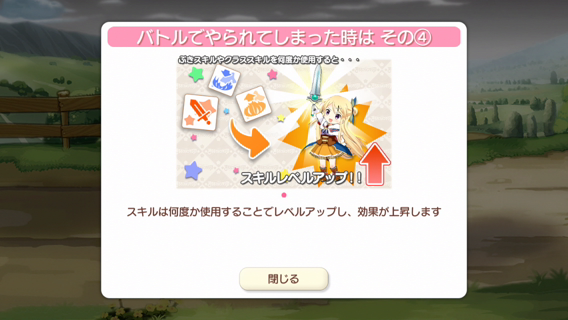 バトルでやられてしまった時は その④
ぶきスキルやクラススキルを何度か使用すると・・・
スキルレベルアップ!!
スキルは何度か使用することでレベルアップし、効果が上昇します
閉じる